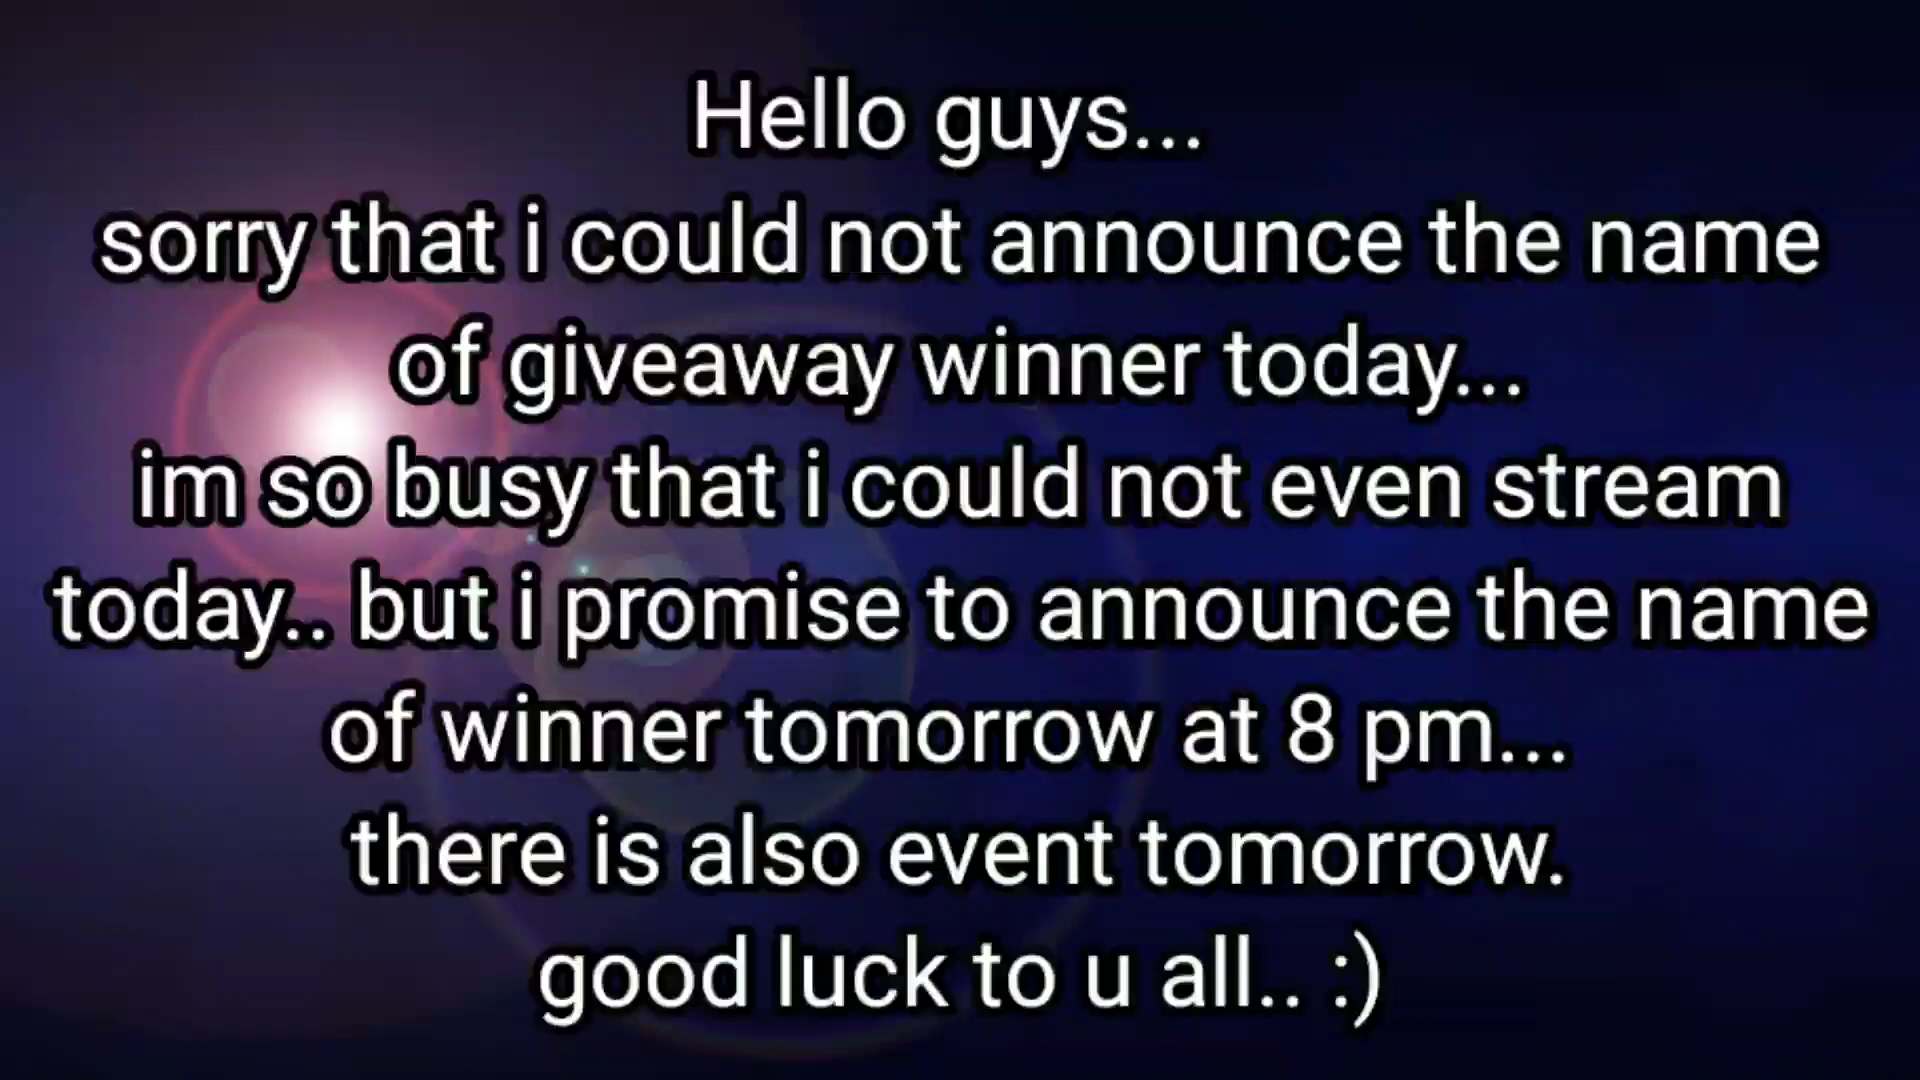 Hello guys...
sorry that i could not announce the name
of giveaway winner today...
im so busy that i could not even stream
today.. but i promise to announce the name
of winner tomorrow at 8 pm...
there is also event tomorrow.
good luck to u all.. :)